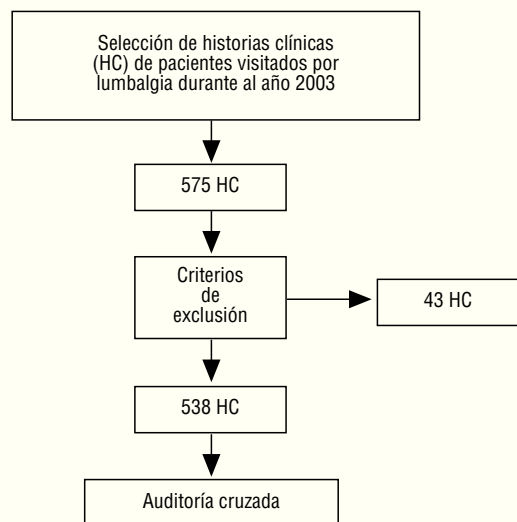 Selección de historias clínicas
(HC) de pacientes visitados por
lumbalgia durante al año 2003
575 HC
Criterios
de
exclusión
43 HC
538 HC
Auditoría cruzada